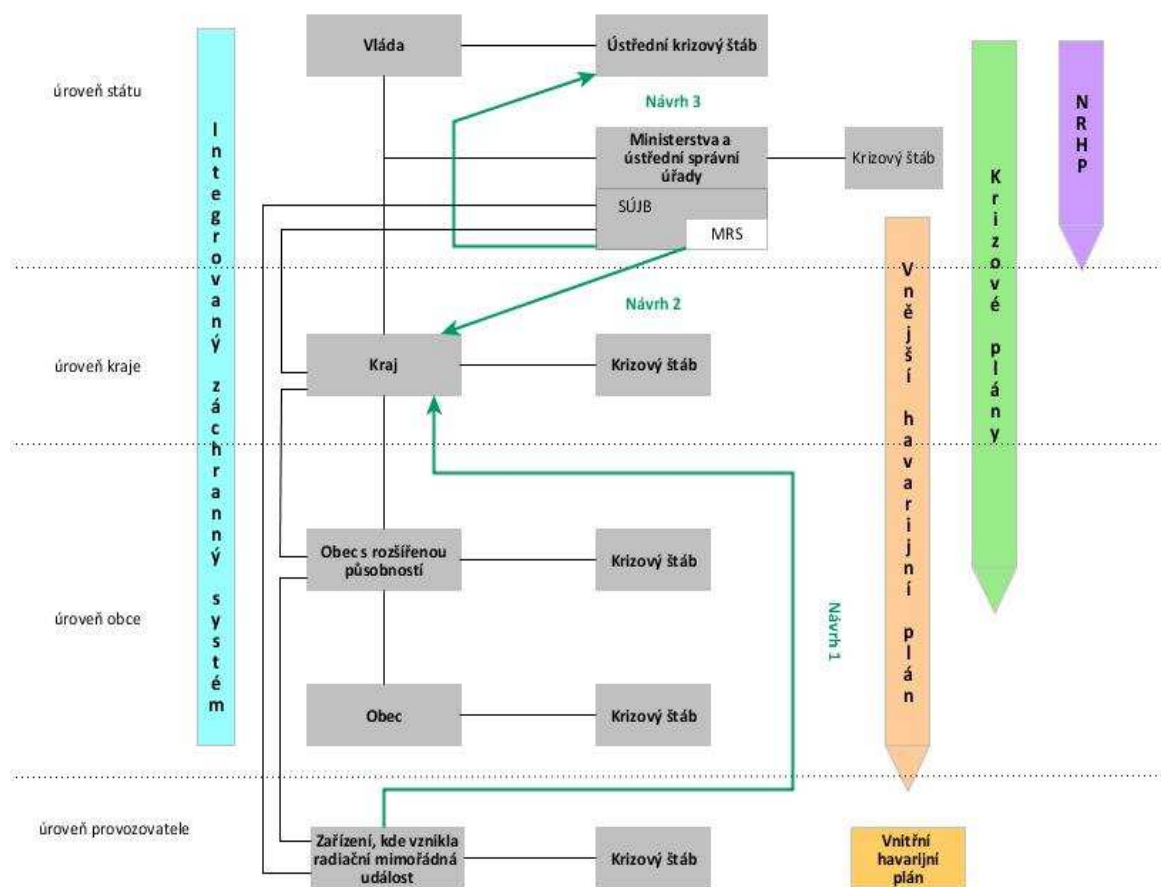 Vláda
Ústřední krizový štáb
úroveň státu
Návrh 3
Ministerstva a
ústřední správní
úřady
Krizový štáb
SÚJB
MRS
Návrh 2
úroveň kraje
Kraj
Krizový štáb
Obec s rozšířenou
působností
Krizový štáb
úroveň obce
Návrh 1
Obec
Krizový štáb
úroveň provozovatele
Zařízení, kde vznikla
radiační mimořádná
událost
Krizový štáb
Vnitřní
havarijní
plán
Integrovaný záchranný systém
Vnější havarijní plán
Krizové plány
NRHP